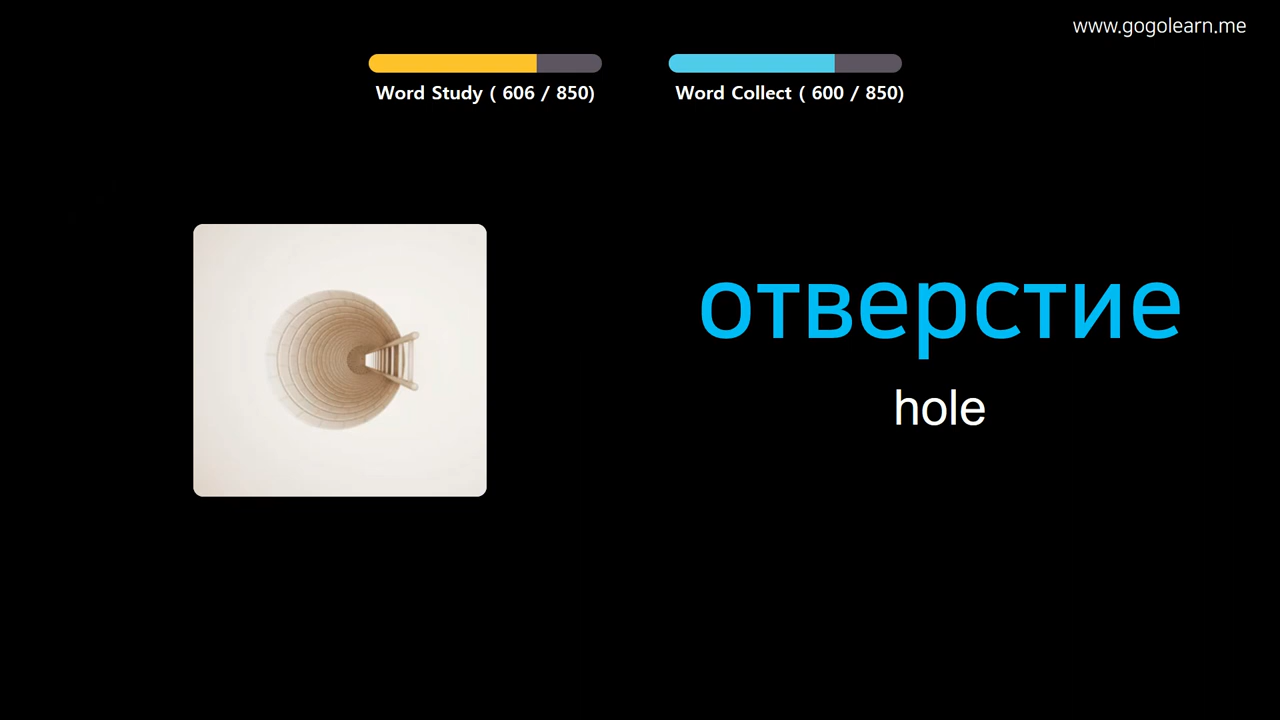 www.gogolearn.me
Word Study ( 606 / 850)
Word Collect ( 600 / 850)
отверстие
hole